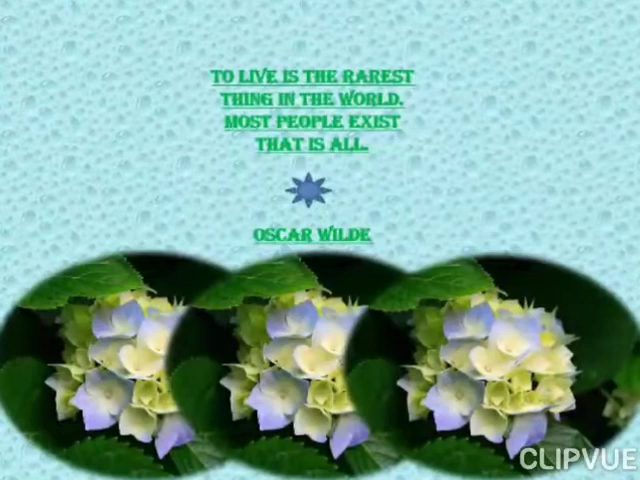 TO LIVE IS THE RAREST
THING IN THE WORLD.
MOST PEOPLE EXIST
THAT IS ALL.
OSCAR WILDE
CLIPVUE